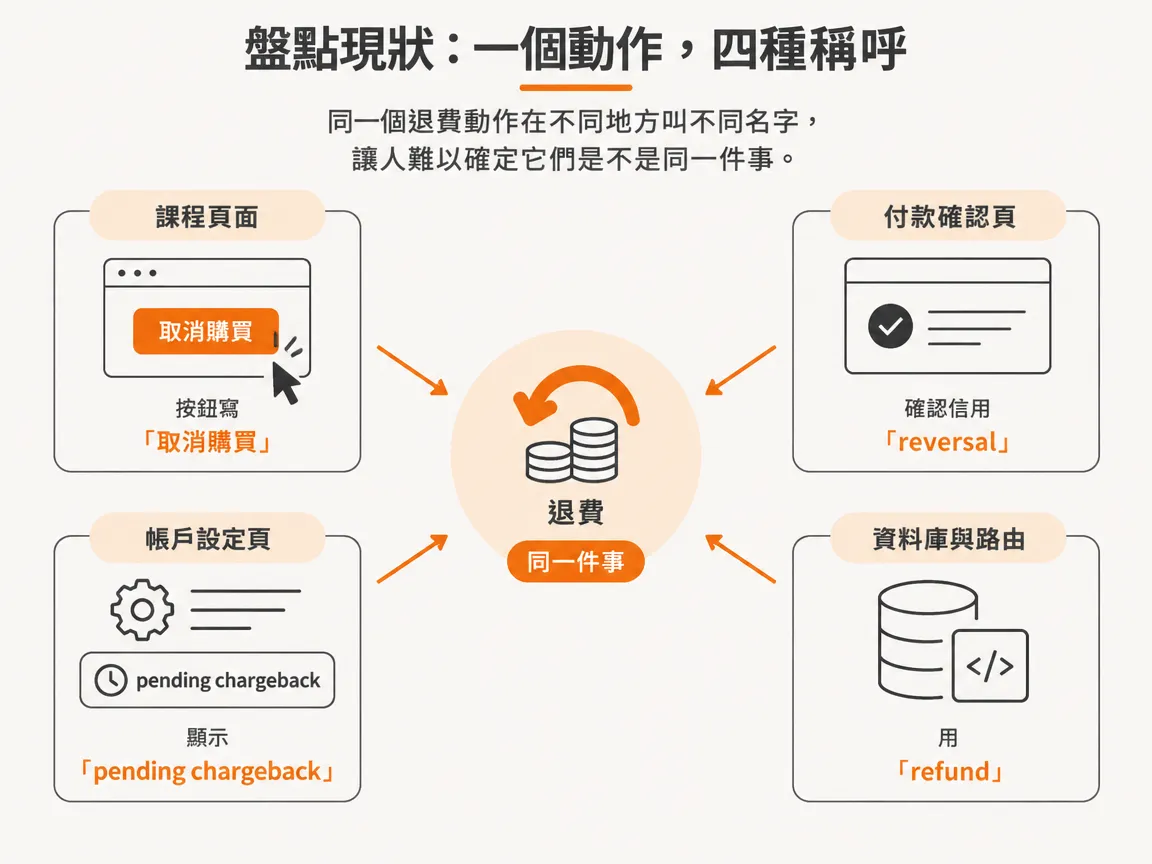 盤點現狀：一個動作，四種稱呼
同一個退費動作在不同地方叫不同名字，
讓人難以確定它們是不是同一件事。
課程頁面
取消購買
按鈕寫
「取消購買」
付款確認頁
確認信用
「reversal」
退費
同一件事
帳戶設定頁
pending chargeback
顯示
「pending chargeback」
資料庫與路由
</>
用
「refund」